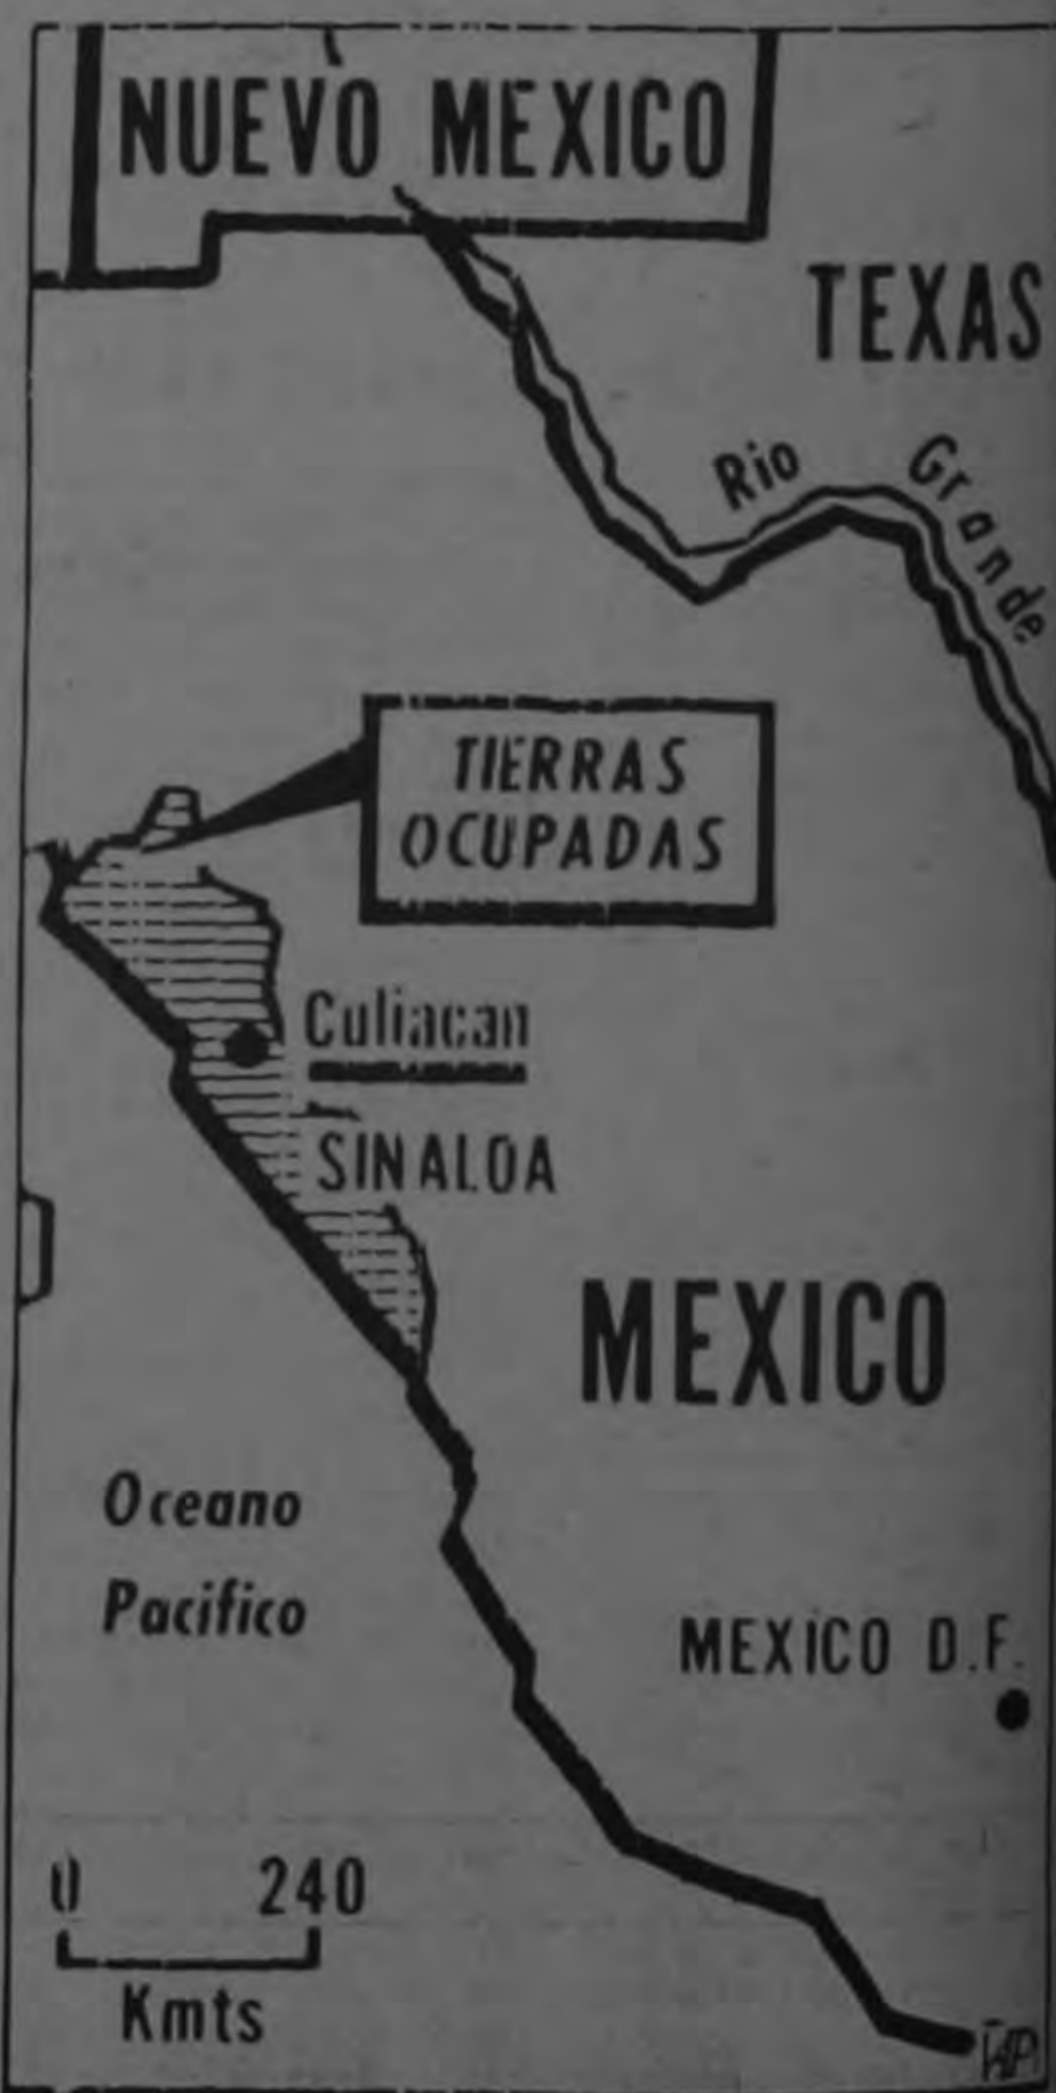 NUEVO MEXICO
TEXAS
Rio Grande
TIERRAS
OCUPADAS
Culiacan
SINALOA
MEXICO
Oceano
Pacifico
MEXICO D.F.
0 240
Kmts